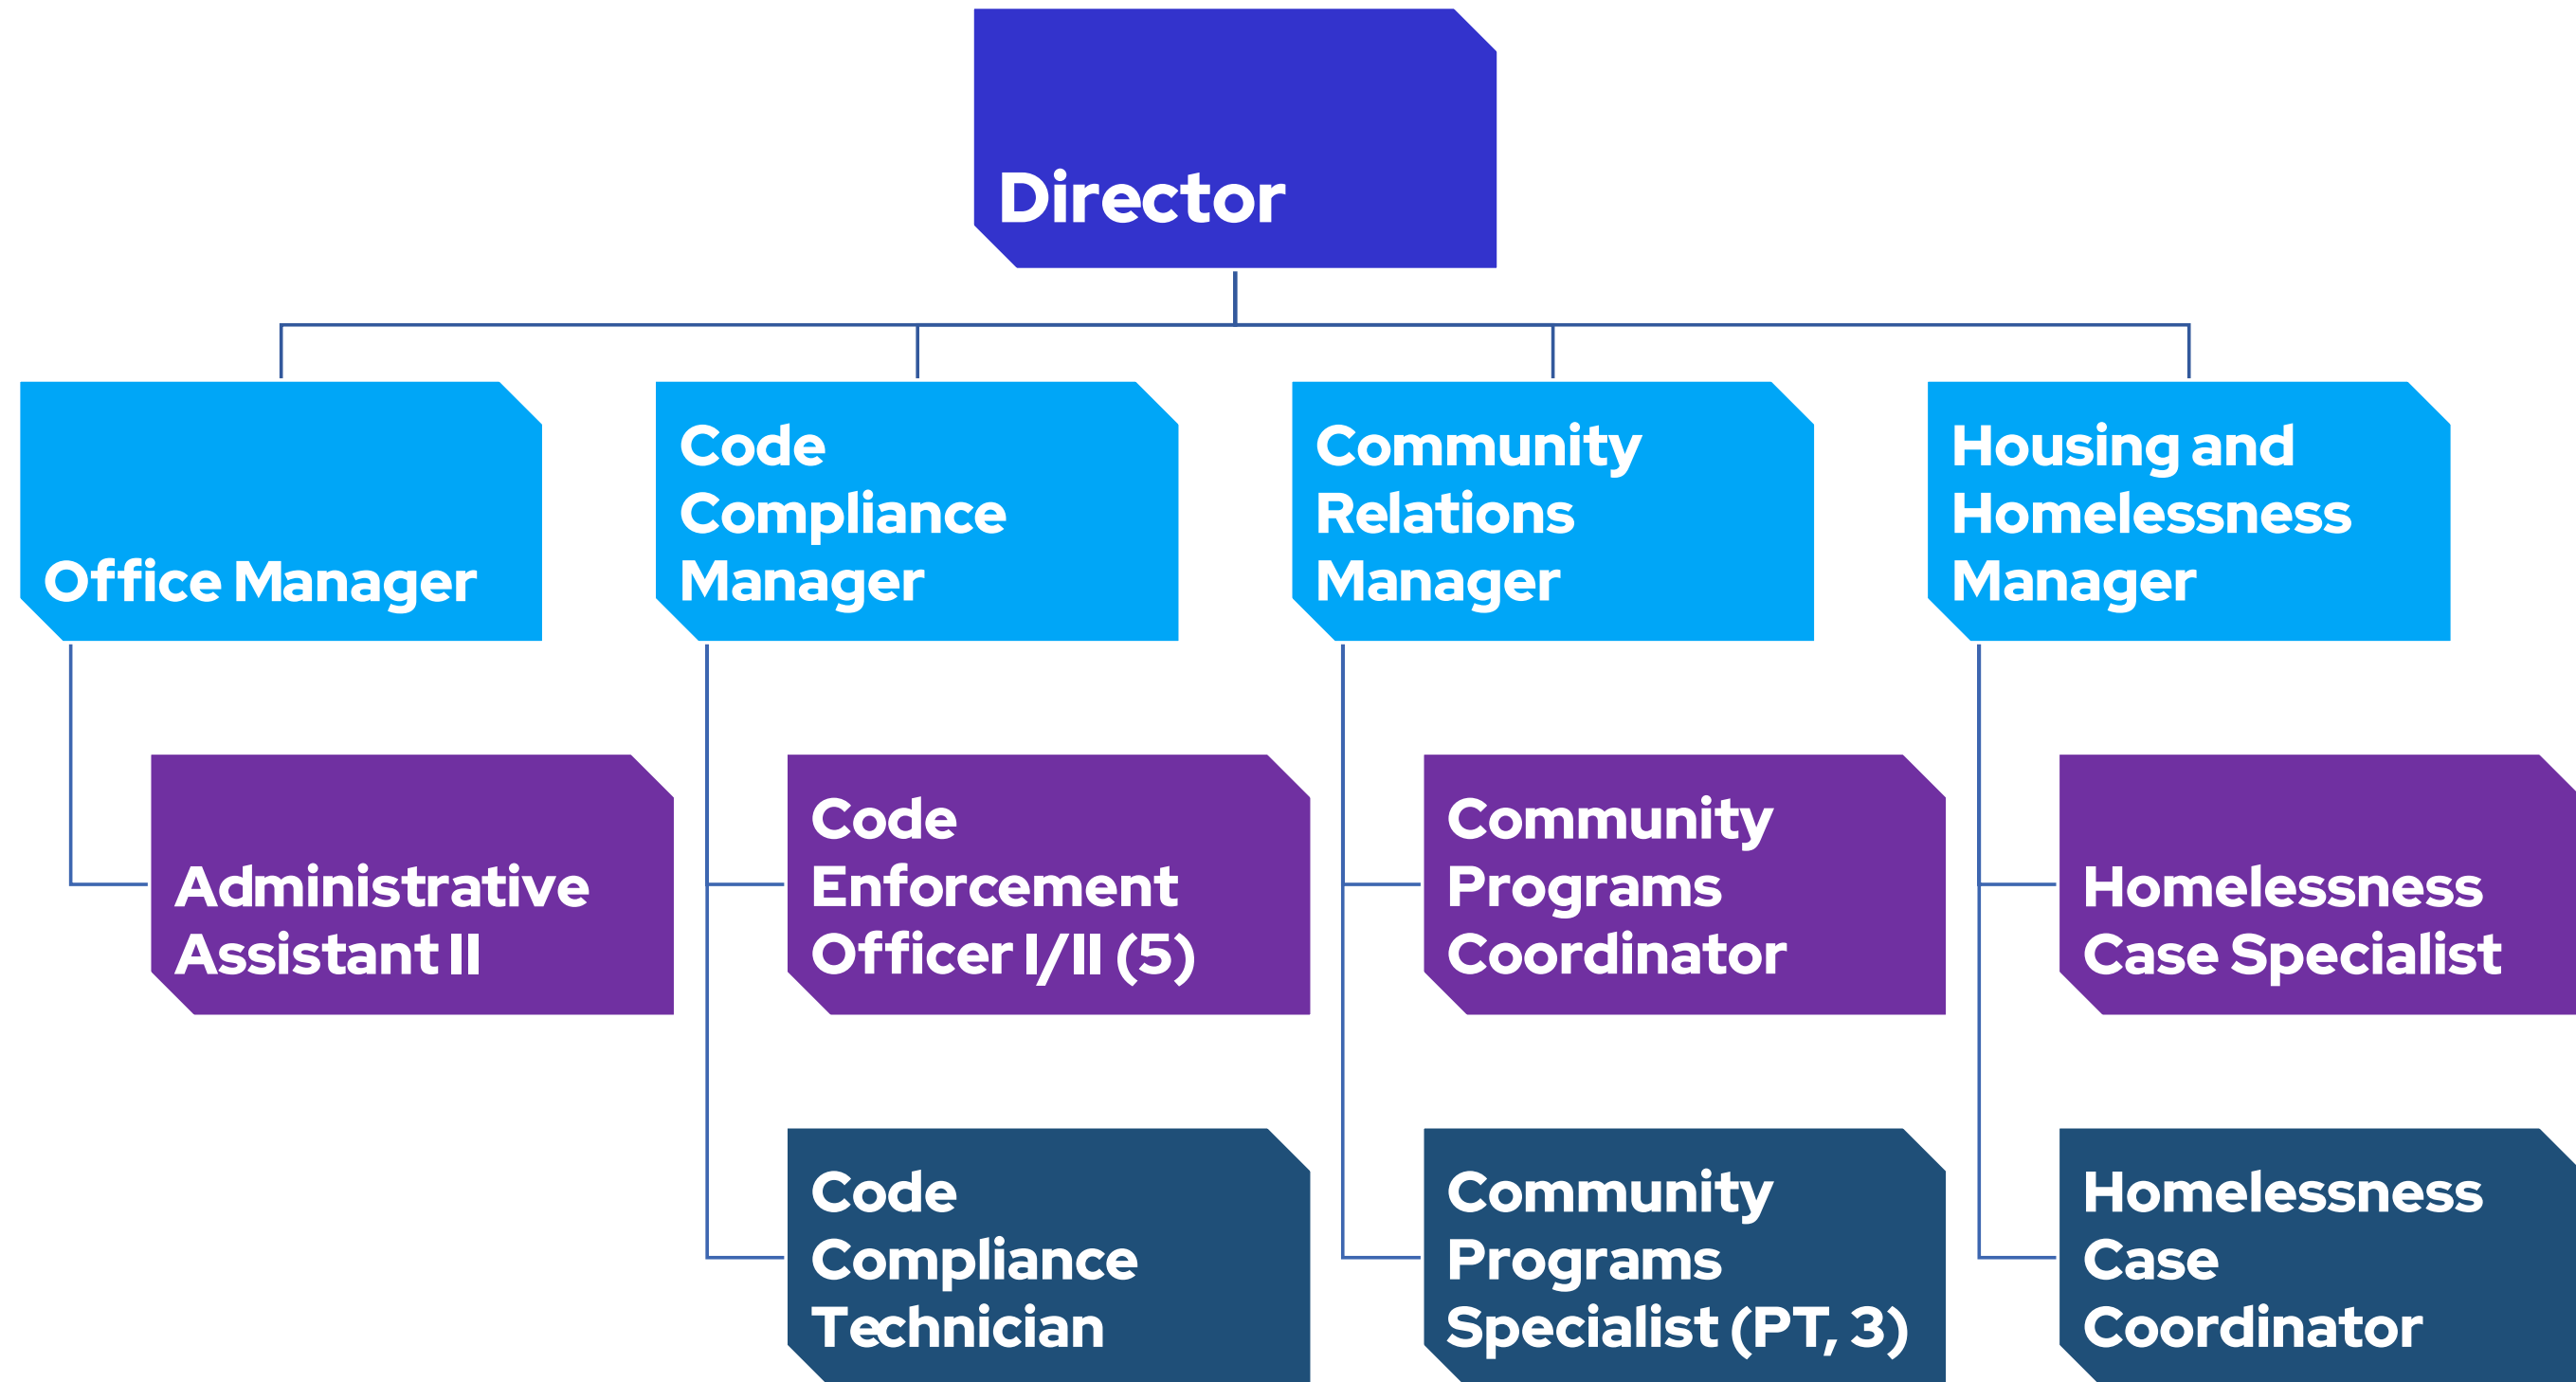 Director
Office Manager
Code
Compliance
Manager
Community
Relations
Manager
Housing and
Homelessness
Manager
Administrative
Assistant II
Code
Enforcement
Officer I/II (5)
Community
Programs
Coordinator
Homelessness
Case Specialist
Code
Compliance
Technician
Community
Programs
Specialist (PT, 3)
Homelessness
Case
Coordinator